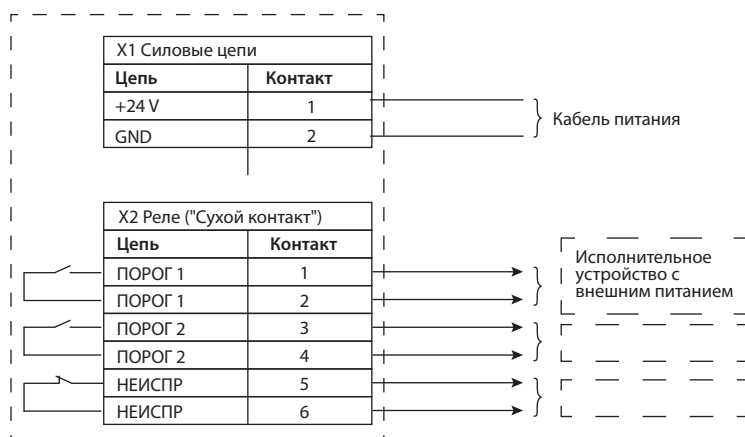 X1 Силовые цепи
Цепь Контакт
+24 V 1
GND 2
Кабель питания
X2 Реле ("Сухой контакт")
Цепь Контакт
ПОРОГ 1 1
ПОРОГ 1 2
ПОРОГ 2 3
ПОРОГ 2 4
НЕИСПР 5
НЕИСПР 6
Исполнительное
устройство с
внешним питанием